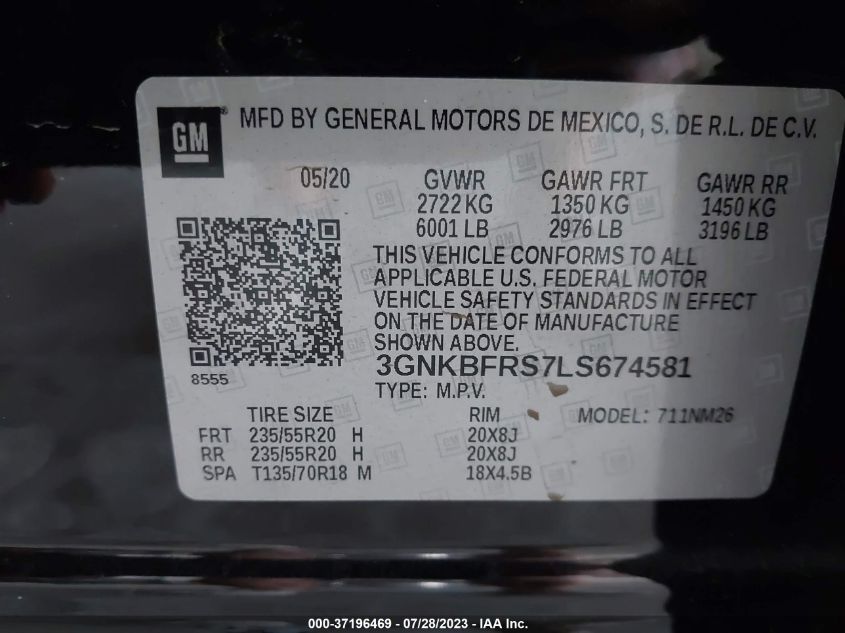 GM ® MFD BY GENERAL MOTORS DE MEXICO, S. DE R.L. DE C.V.
05/20 GVWR GAWR FRT GAWR RR
2722 KG 1350 KG 1450 KG
6001 LB 2976 LB 3196 LB
THIS VEHICLE CONFORMS TO ALL
APPLICABLE U.S. FEDERAL MOTOR
VEHICLE SAFETY STANDARDS IN EFFECT
ON THE DATE OF MANUFACTURE
SHOWN ABOVE.
3GNKBFRS7LS674581
8555
TYPE: M.P.V.
TIRE SIZE RIM MODEL: 711NM26
FRT 235/55R20 H 20X8J
RR 235/55R20 H 20X8J
SPA T135/70R18 M 18X4.5B
000-37196469 - 07/28/2023 - IAA Inc.